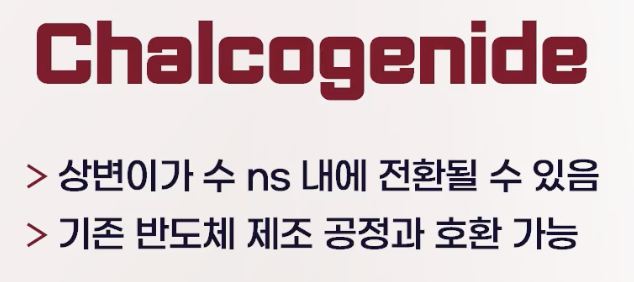 Chalcogenide
> 상변이가 수 ns 내에 전환될 수 있음
> 기존 반도체 제조 공정과 호환 가능